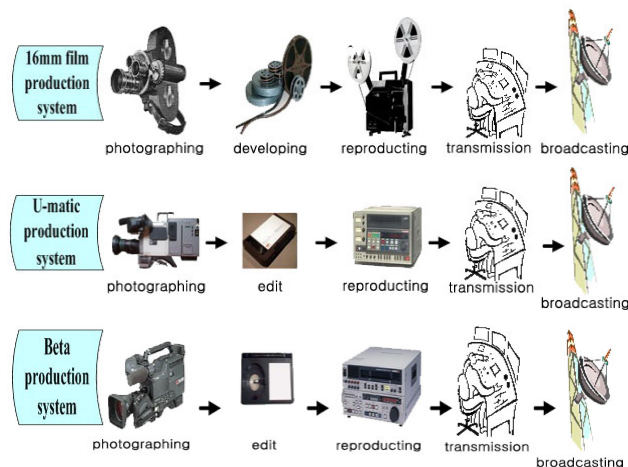 16mm film
production
system
photographing
developing
reproducting
transmission
broadcasting
U-matic
production
system
photographing
edit
reproducting
transmission
broadcasting
Beta
production
system
photographing
edit
reproducting
transmission
broadcasting